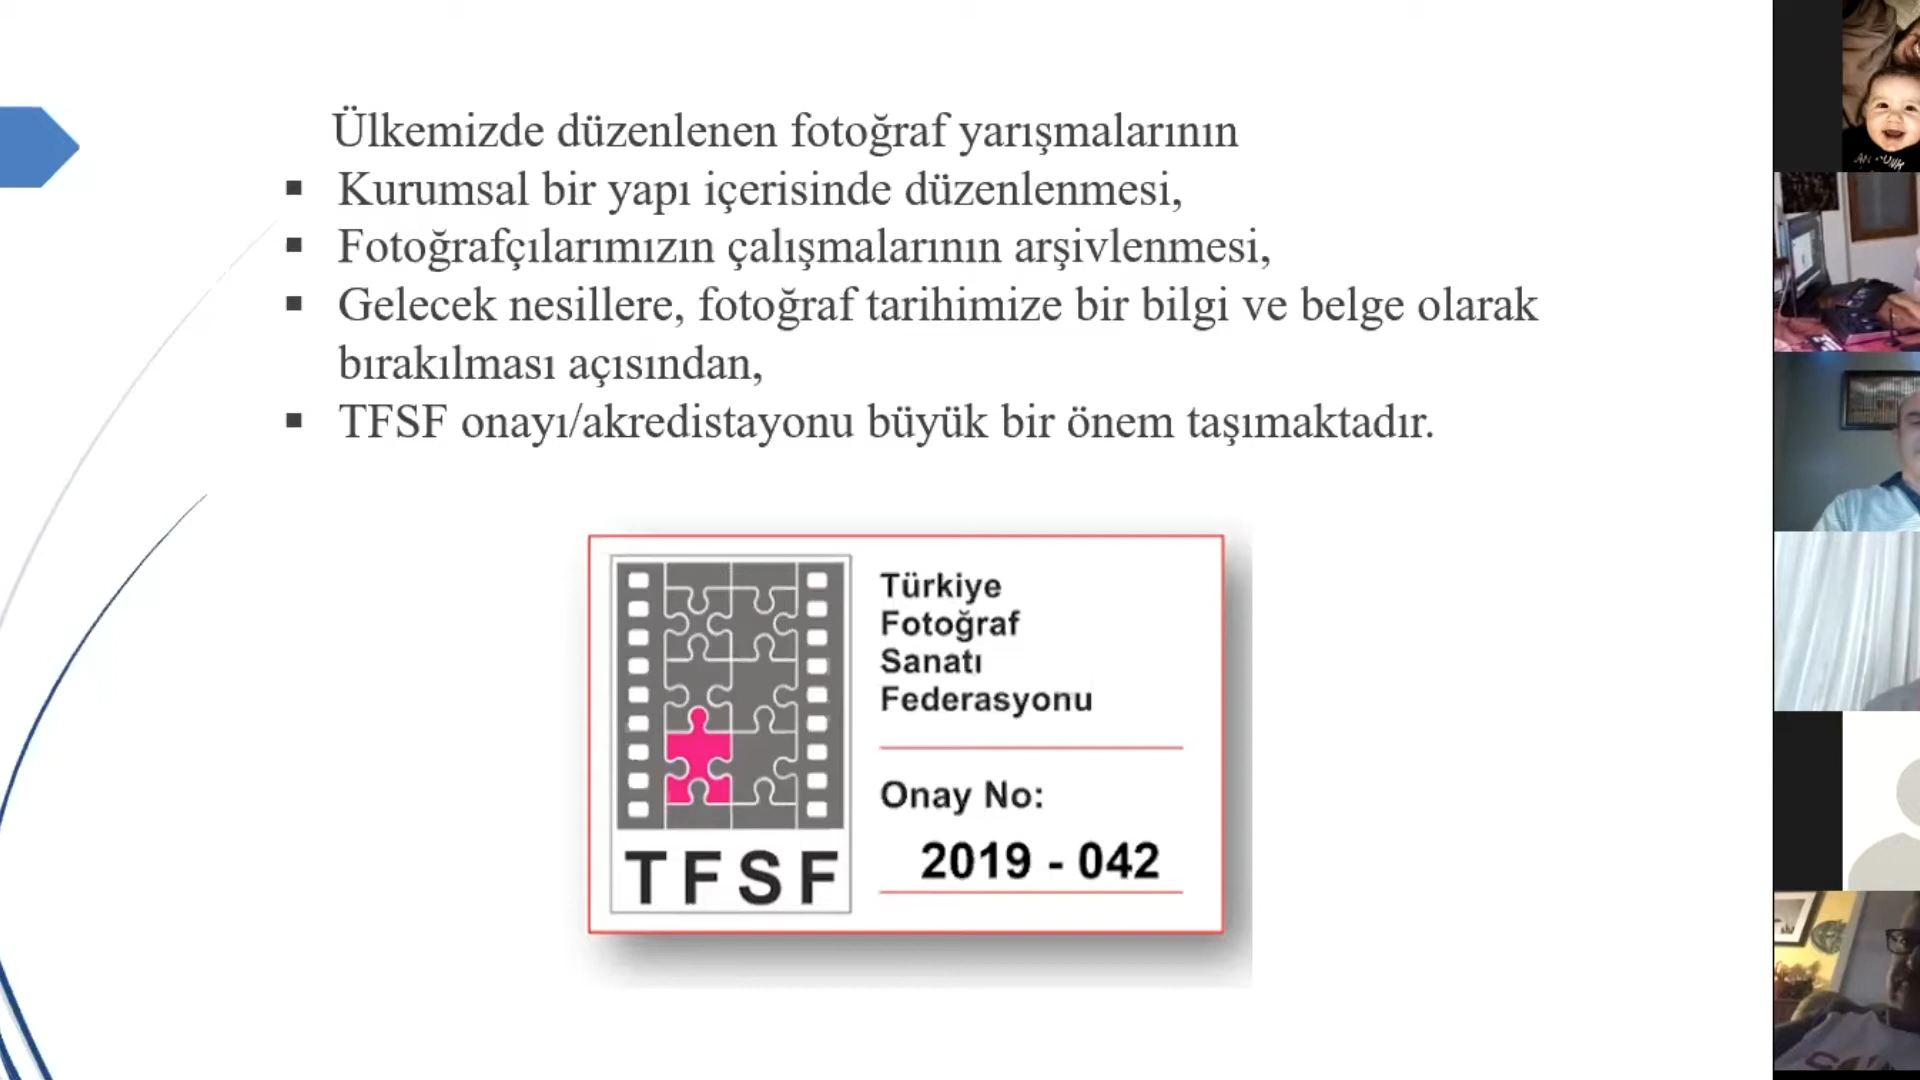 Ülkemizde düzenlenen fotoğraf yarışmalarının
▪ Kurumsal bir yapı içerisinde düzenlenmesi,
▪ Fotoğrafçılarımızın çalışmalarının arşivlenmesi,
▪ Gelecek nesillere, fotoğraf tarihimize bir bilgi ve belge olarak
bırakılması açısından,
▪ TFSF onayı/akredistayonu büyük bir önem taşımaktadır.
Türkiye
Fotoğraf
Sanatı
Federasyonu
Onay No:
2019 - 042
TFSF